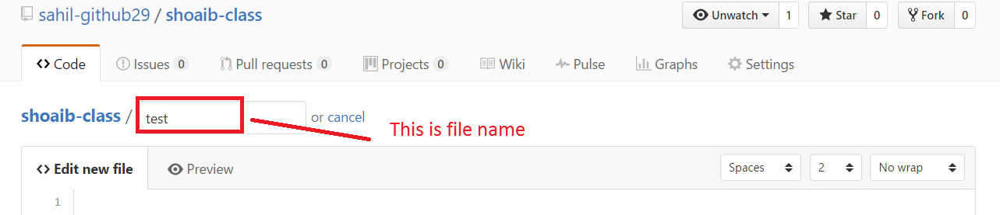 sahil-github29 / shoaib-class
Unwatch 1 Star 0 Fork 0
<> Code Issues 0 Pull requests 0 Projects 0 Wiki Pulse Graphs Settings
shoaib-class / test or cancel
This is file name
<> Edit new file Preview Spaces 2 No wrap
1